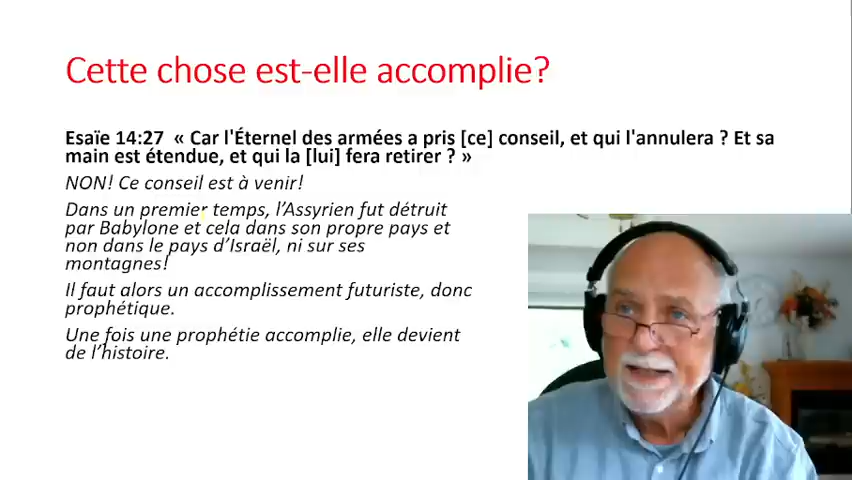 Cette chose est-elle accomplie?
Esaïe 14:27 « Car l'Éternel des armées a pris [ce] conseil, et qui l'annulera ? Et sa
main est étendue, et qui la [lui] fera retirer ? »
NON! Ce conseil est à venir!
Dans un premier temps, l’Assyrien fut détruit
par Babylone et cela dans son propre pays et
non dans le pays d’Israël, ni sur ses
montagnes!
Il faut alors un accomplissement futuriste, donc
prophétique.
Une fois une prophétie accomplie, elle devient
de l’histoire.